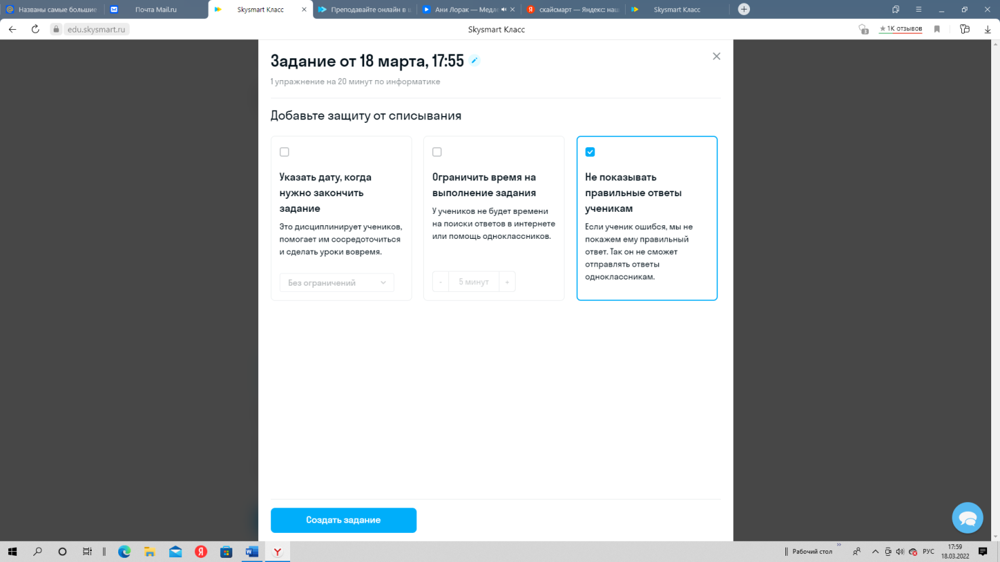 Названы самые большие
Почта Mail.ru
Skysmart Класс
Преподавайте онлайн в ш
Ани Лорак — Медл
скайсмарт — Яндекс: наш
Skysmart Класс
edu.skysmart.ru
Skysmart Класс
3
1К отзывов
Задание от 18 марта, 17:55
1 упражнение на 20 минут по информатике
Добавьте защиту от списывания
Указать дату, когда
нужно закончить
задание
Это дисциплинирует учеников,
помогает им сосредоточиться
и сделать уроки вовремя.
Без ограничений
Ограничить время на
выполнение задания
У учеников не будет времени
на поиски ответов в интернете
или помощь одноклассников.
- 5 минут +
Не показывать
правильные ответы
ученикам
Если ученик ошибся, мы не
покажем ему правильный
ответ. Так он не сможет
отправлять ответы
одноклассникам.
Создать задание
Рабочий стол
РУС
17:59
18.03.2022